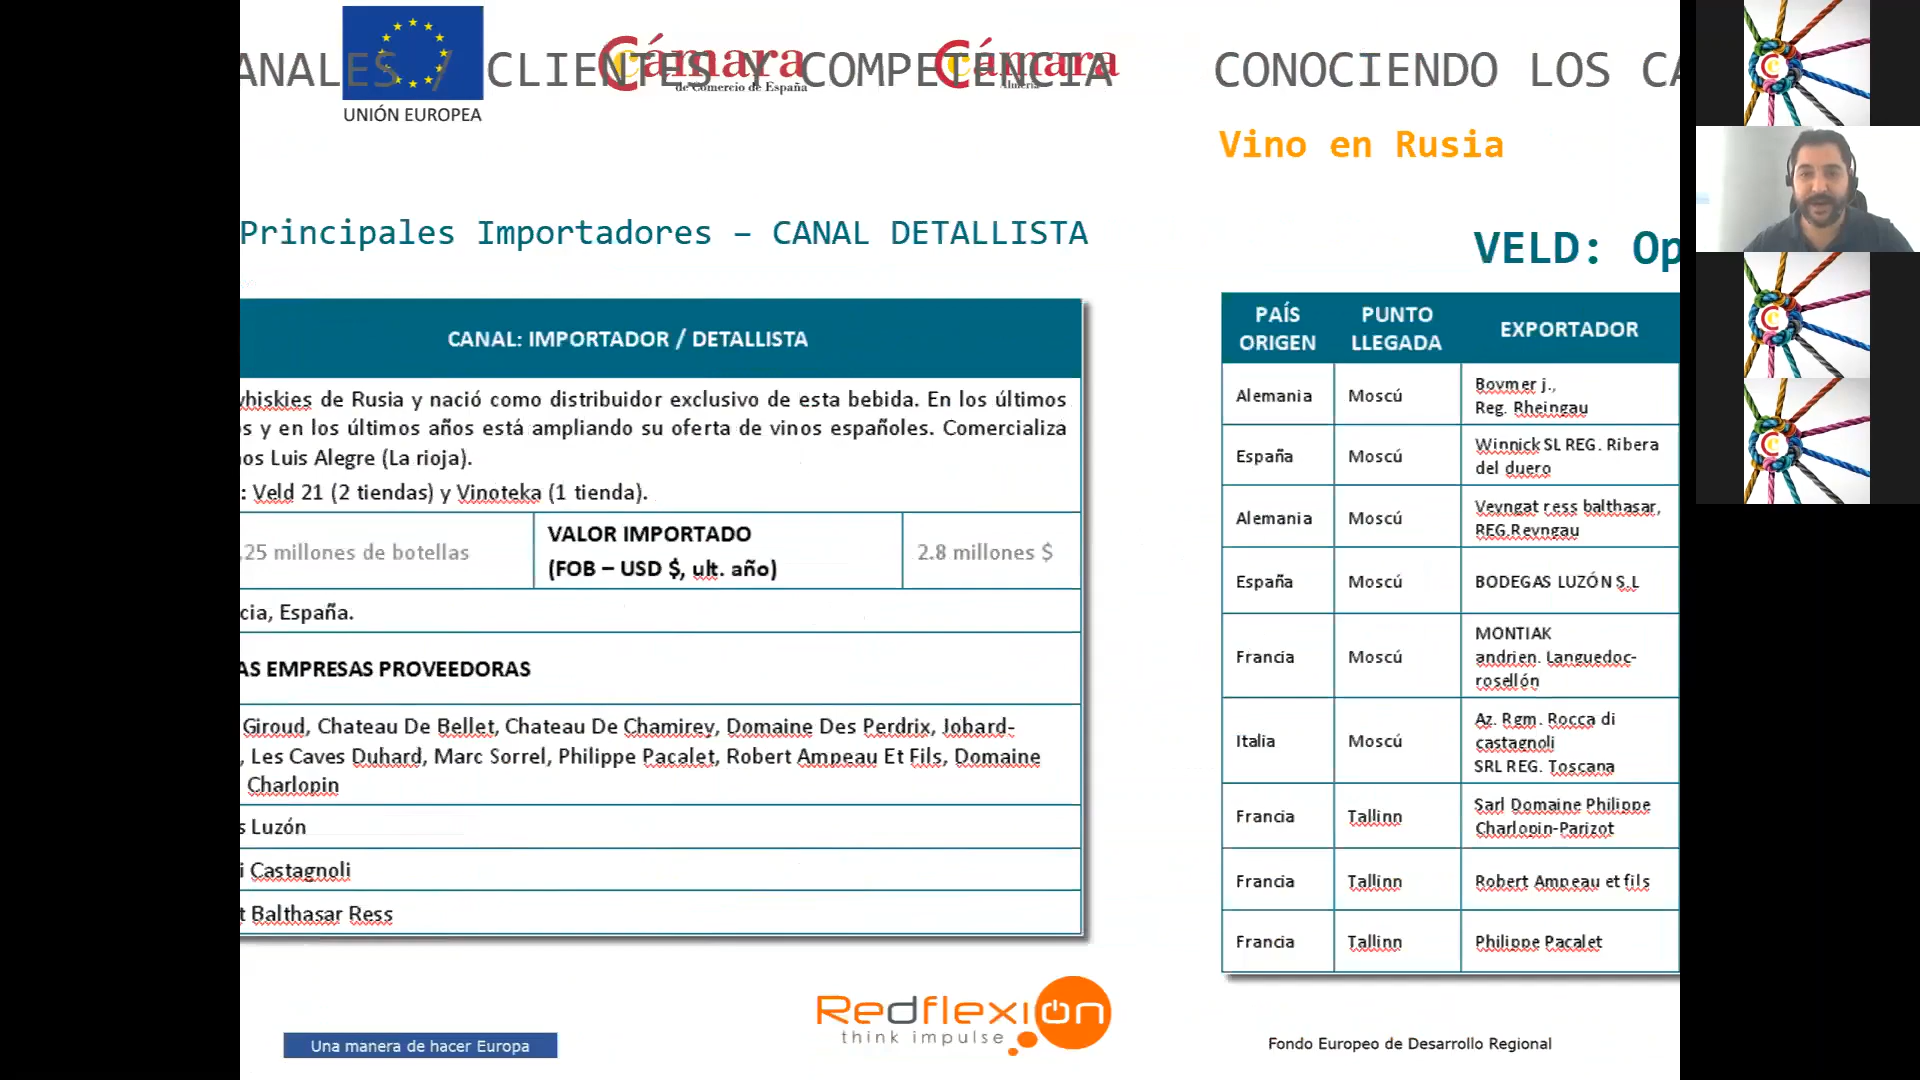 ANALES / CLIENTES Y COMPETENCIA
CONOCIENDO LOS CA
Cámara
de Comercio de España
Cámara
Almería
UNIÓN EUROPEA
Vino en Rusia
Principales Importadores – CANAL DETALLISTA
CANAL: IMPORTADOR / DETALLISTA
whiskies de Rusia y nació como distribuidor exclusivo de esta bebida. En los últimos
os y en los últimos años está ampliando su oferta de vinos españoles. Comercializa
nos Luis Alegre (La rioja).
: Veld 21 (2 tiendas) y Vinoteka (1 tienda).
,25 millones de botellas
VALOR IMPORTADO
(FOB – USD $, ult. año)
2.8 millones $
cia, España.
AS EMPRESAS PROVEEDORAS
Giroud, Chateau De Bellet, Chateau De Chamirey, Domaine Des Perdrix, Jobard-
, Les Caves Duhard, Marc Sorrel, Philippe Pacalet, Robert Ampeau Et Fils, Domaine
Charlopin
s Luzón
i Castagnoli
t Balthasar Ress
VELD: Op
PAÍS ORIGEN
PUNTO LLEGADA
EXPORTADOR
Alemania
Moscú
Bovmer j.,
Reg. Rheingau
España
Moscú
Winnick SL REG. Ribera
del duero
Alemania
Moscú
Veyngat ress balthasar,
REG.Reyngau
España
Moscú
BODEGAS LUZÓN S.L
Francia
Moscú
MONTIAK
andrien. Languedoc-
rosellón
Italia
Moscú
Az. Rgm. Rocca di
castagnoli
SRL REG. Toscana
Francia
Tallinn
Sarl Domaine Philippe
Charlopin-Parizot
Francia
Tallinn
Robert Ampeau et fils
Francia
Tallinn
Philippe Pacalet
Redflexion
think impulse
Una manera de hacer Europa
Fondo Europeo de Desarrollo Regional